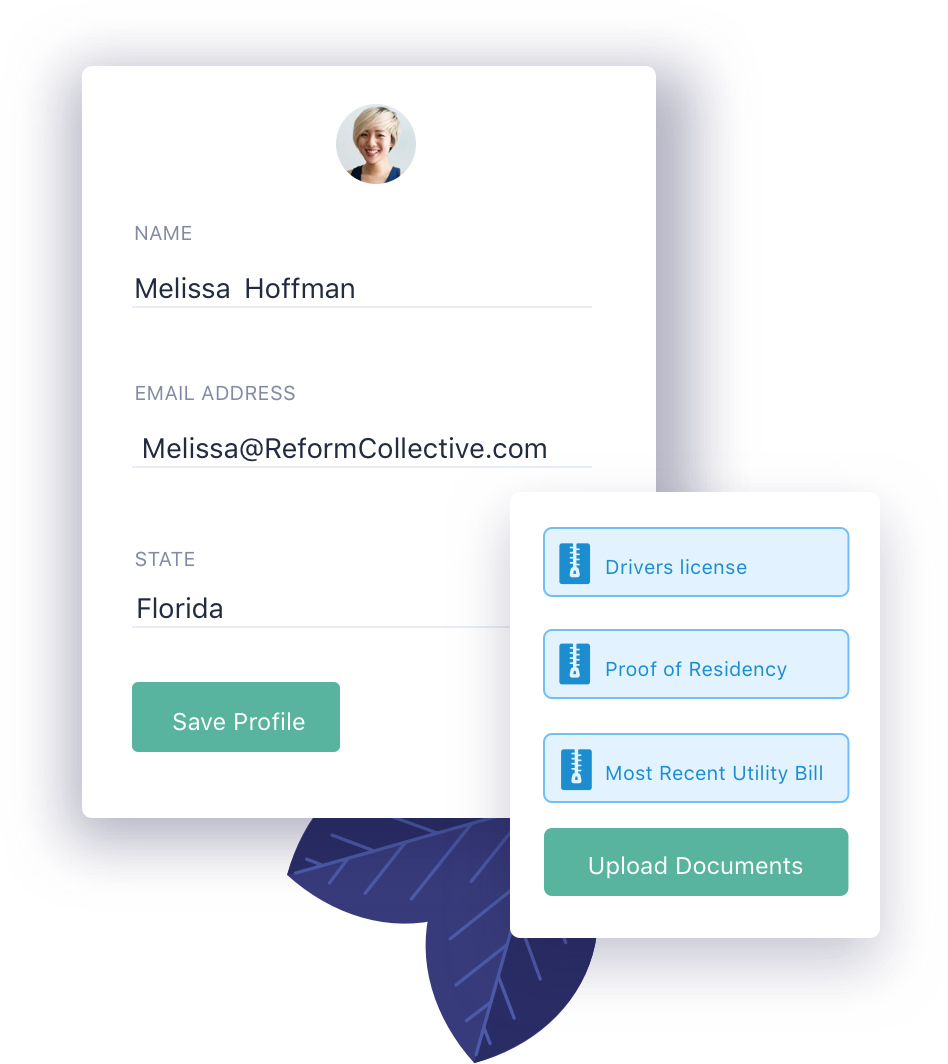 NAME
Melissa Hoffman
EMAIL ADDRESS
Melissa@ReformCollective.com
STATE
Florida
Save Profile
Drivers license
Proof of Residency
Most Recent Utility Bill
Upload Documents